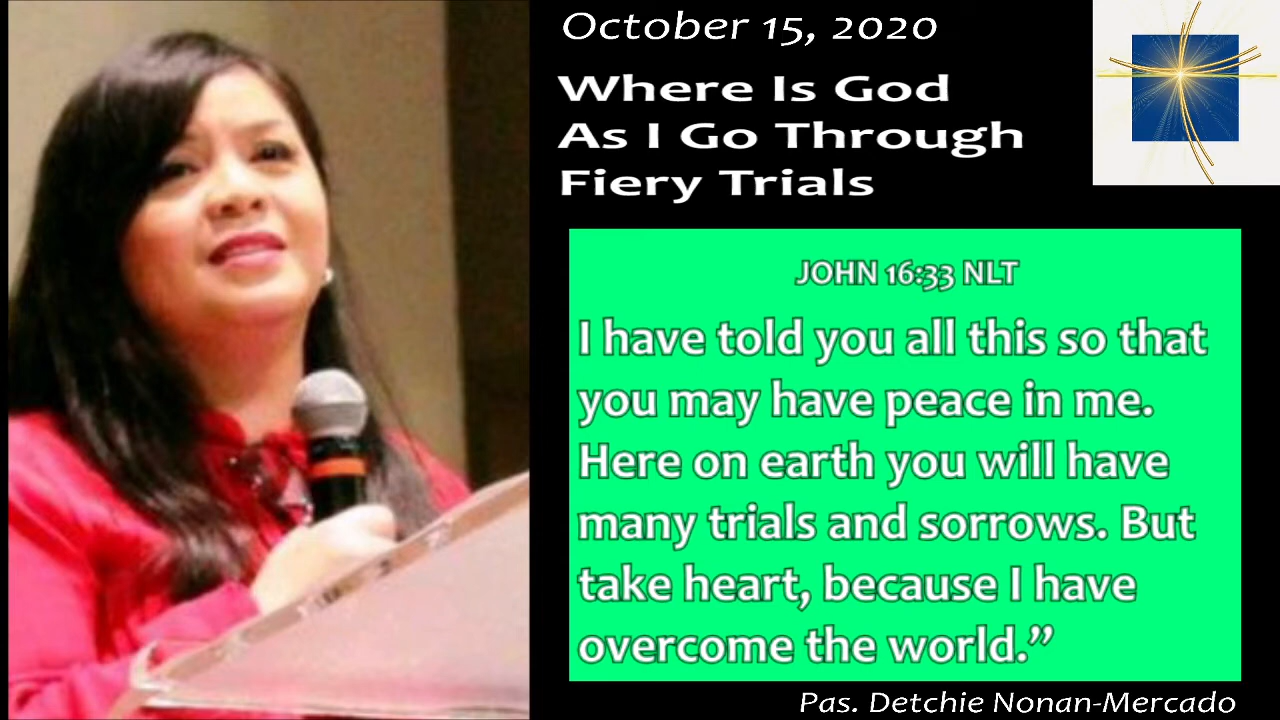 October 15, 2020
Where Is God
As I Go Through
Fiery Trials
JOHN 16:33 NLT
I have told you all this so that
you may have peace in me.
Here on earth you will have
many trials and sorrows. But
take heart, because I have
overcome the world.”
Pas. Detchie Nonan-Mercado